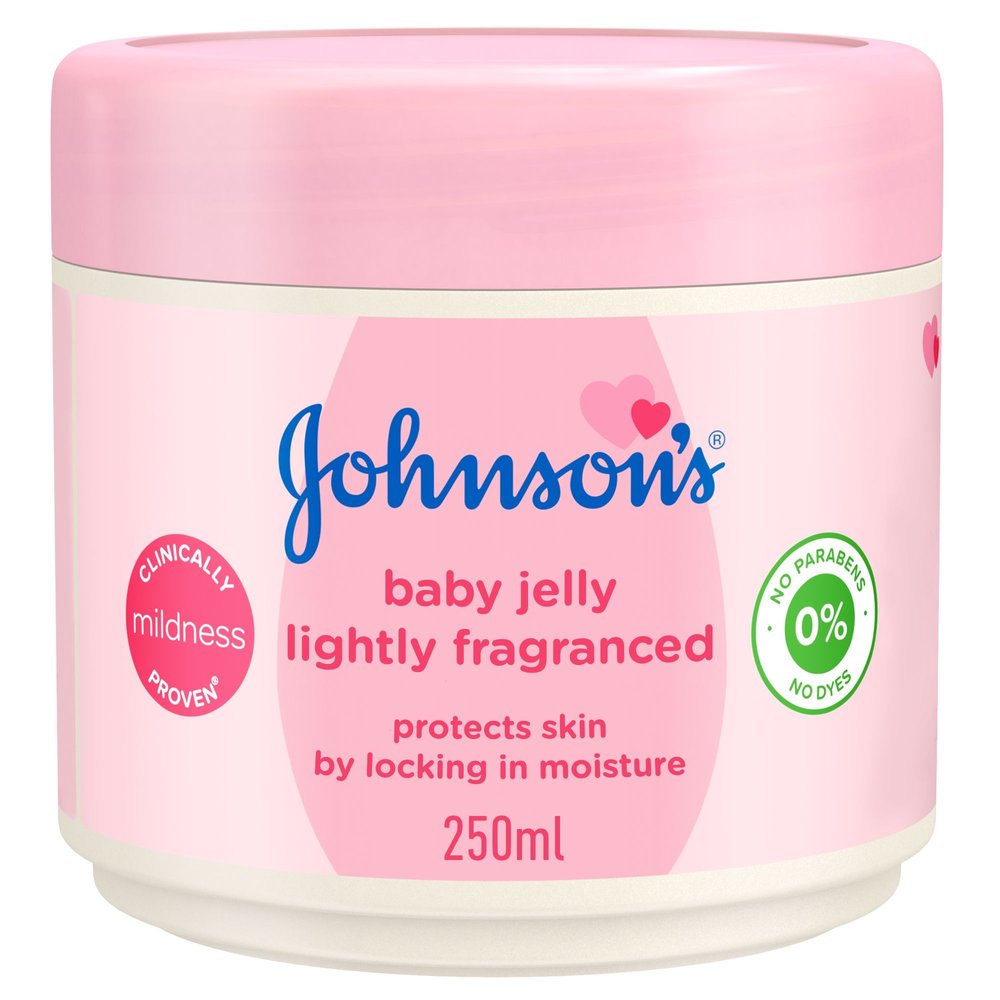 Johnson's®
baby jelly
lightly fragranced
protects skin
by locking in moisture
250ml
CLINICALLY
mildness
PROVEN®
NO PARABENS
0%
NO DYES